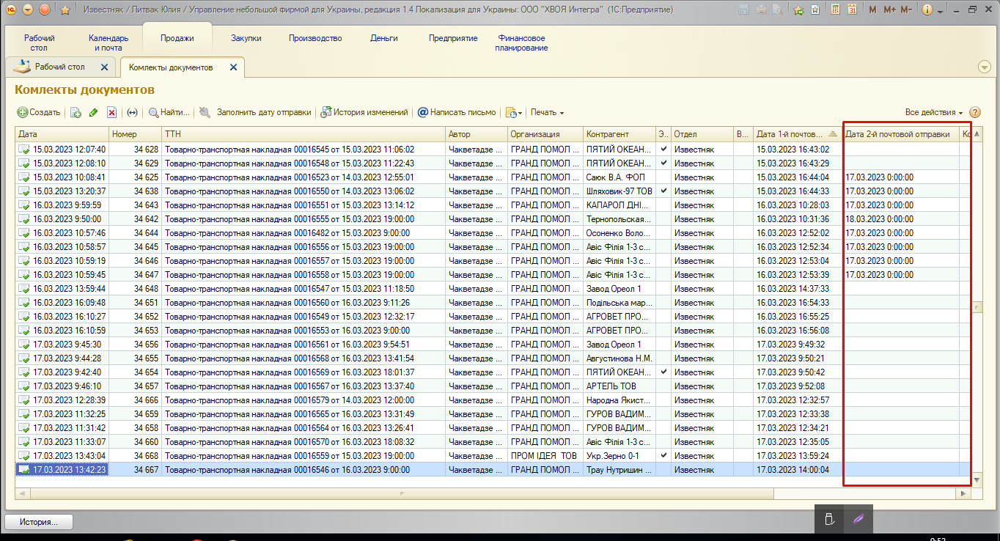 Известняк / Литвак Юлия / Управление небольшой фирмой для Украины, редакция 1.4 Локализация для Украины: ООО "ХВОЯ Интегра" (1С:Предприятие)
31 M M+ M-
Рабочий стол Календарь и почта Продажи Закупки Производство Деньги Предприятие Финансовое планирование
Рабочий стол Комлекты документов
Комлекты документов
Создать Найти... Заполнить дату отправки История изменений Написать письмо Печать Все действия
Дата Номер ТТН Автор Организация Контрагент Э.. Отдел В... Дата 1-й почтов... Дата 2-й почтовой отправки Ко
15.03.2023 12:07:40 34 628 Товарно-транспортная накладная 00016545 от 15.03.2023 11:06:02 Чакветадзе ... ГРАНД ПОМОЛ ... ПЯТИЙ ОКЕАН... Известняк 15.03.2023 16:43:02
15.03.2023 12:08:10 34 629 Товарно-транспортная накладная 00016548 от 15.03.2023 11:22:43 Чакветадзе ... ГРАНД ПОМОЛ ... ПЯТИЙ ОКЕАН... Известняк 15.03.2023 16:43:29
15.03.2023 10:08:41 34 625 Товарно-транспортная накладная 00016523 от 14.03.2023 12:55:01 Чакветадзе ... ГРАНД ПОМОЛ ... Саюк В.А. ФОП Известняк 15.03.2023 16:44:04 17.03.2023 0:00:00
15.03.2023 13:20:37 34 638 Товарно-транспортная накладная 00016550 от 14.03.2023 13:06:02 Чакветадзе ... ГРАНД ПОМОЛ ... Шляховик-97 ТОВ Известняк 15.03.2023 16:44:33 17.03.2023 0:00:00
16.03.2023 9:59:59 34 643 Товарно-транспортная накладная 00016551 от 15.03.2023 13:14:12 Чакветадзе ... ГРАНД ПОМОЛ ... КАПАРОЛ ДНІ... Известняк 16.03.2023 10:28:03 17.03.2023 0:00:00
16.03.2023 9:50:00 34 642 Товарно-транспортная накладная 00016555 от 15.03.2023 19:00:00 Чакветадзе ... ГРАНД ПОМОЛ ... Тернопольская... Известняк 16.03.2023 10:31:36 18.03.2023 0:00:00
16.03.2023 10:57:46 34 644 Товарно-транспортная накладная 00016482 от 15.03.2023 9:00:00 Чакветадзе ... ГРАНД ПОМОЛ ... Осоненко Воло... Известняк 16.03.2023 12:52:02 17.03.2023 0:00:00
16.03.2023 10:58:57 34 645 Товарно-транспортная накладная 00016556 от 15.03.2023 19:00:00 Чакветадзе ... ГРАНД ПОМОЛ ... Авіс Філія 1-3 с... Известняк 16.03.2023 12:52:34 17.03.2023 0:00:00
16.03.2023 10:59:19 34 646 Товарно-транспортная накладная 00016557 от 15.03.2023 19:00:00 Чакветадзе ... ГРАНД ПОМОЛ ... Авіс Філія 1-3 с... Известняк 16.03.2023 12:53:04 17.03.2023 0:00:00
16.03.2023 10:59:45 34 647 Товарно-транспортная накладная 00016558 от 15.03.2023 19:00:00 Чакветадзе ... ГРАНД ПОМОЛ ... Авіс Філія 1-3 с... Известняк 16.03.2023 12:53:39 17.03.2023 0:00:00
16.03.2023 13:59:44 34 648 Товарно-транспортная накладная 00016547 от 15.03.2023 11:18:50 Чакветадзе ... ГРАНД ПОМОЛ ... Завод Ореол 1 Известняк 16.03.2023 14:37:33
16.03.2023 16:09:48 34 651 Товарно-транспортная накладная 00016560 от 16.03.2023 9:11:26 Чакветадзе ... ГРАНД ПОМОЛ ... Подільська мар... Известняк 16.03.2023 16:54:33
16.03.2023 16:10:27 34 652 Товарно-транспортная накладная 00016549 от 15.03.2023 12:32:17 Чакветадзе ... ГРАНД ПОМОЛ ... АГРОВЕТ ПРО... Известняк 16.03.2023 16:55:25
16.03.2023 16:10:59 34 653 Товарно-транспортная накладная 00016553 от 16.03.2023 9:00:00 Чакветадзе ... ГРАНД ПОМОЛ ... АГРОВЕТ ПРО... Известняк 16.03.2023 16:56:08
17.03.2023 9:45:30 34 656 Товарно-транспортная накладная 00016561 от 16.03.2023 9:54:51 Чакветадзе ... ГРАНД ПОМОЛ ... Завод Ореол 1 Известняк 17.03.2023 9:49:32
17.03.2023 9:44:28 34 655 Товарно-транспортная накладная 00016568 от 16.03.2023 13:41:54 Чакветадзе ... ГРАНД ПОМОЛ ... Августинова Н.М. Известняк 17.03.2023 9:50:21
17.03.2023 9:42:40 34 654 Товарно-транспортная накладная 00016569 от 16.03.2023 18:01:37 Чакветадзе ... ГРАНД ПОМОЛ ... ПЯТИЙ ОКЕАН... Известняк 17.03.2023 9:50:42
17.03.2023 9:46:10 34 657 Товарно-транспортная накладная 00016567 от 16.03.2023 13:37:40 Чакветадзе ... ГРАНД ПОМОЛ ... АРТЕЛЬ ТОВ Известняк 17.03.2023 9:52:08
17.03.2023 12:28:39 34 666 Товарно-транспортная накладная 00016579 от 14.03.2023 12:00:00 Чакветадзе ... ГРАНД ПОМОЛ ... Народна Якист... Известняк 17.03.2023 12:32:57
17.03.2023 11:32:25 34 659 Товарно-транспортная накладная 00016565 от 16.03.2023 13:31:49 Чакветадзе ... ГРАНД ПОМОЛ ... ГУРОВ ВАДИМ... Известняк 17.03.2023 12:33:38
17.03.2023 11:31:42 34 658 Товарно-транспортная накладная 00016564 от 16.03.2023 13:26:41 Чакветадзе ... ГРАНД ПОМОЛ ... ГУРОВ ВАДИМ... Известняк 17.03.2023 12:34:21
17.03.2023 11:33:07 34 660 Товарно-транспортная накладная 00016570 от 16.03.2023 18:08:32 Чакветадзе ... ГРАНД ПОМОЛ ... Авіс Філія 1-3 с... Известняк 17.03.2023 12:35:05
17.03.2023 13:43:04 34 668 Товарно-транспортная накладная 00016559 от 15.03.2023 19:00:00 Чакветадзе ... ПРОМ ІДЕЯ ТОВ Укр.Зерно 0-1 Известняк 17.03.2023 13:59:24
17.03.2023 13:42:23 34 667 Товарно-транспортная накладная 00016546 от 16.03.2023 9:00:00 Чакветадзе ... ГРАНД ПОМОЛ ... Трау Нутришин ... Известняк 17.03.2023 14:00:04
История...